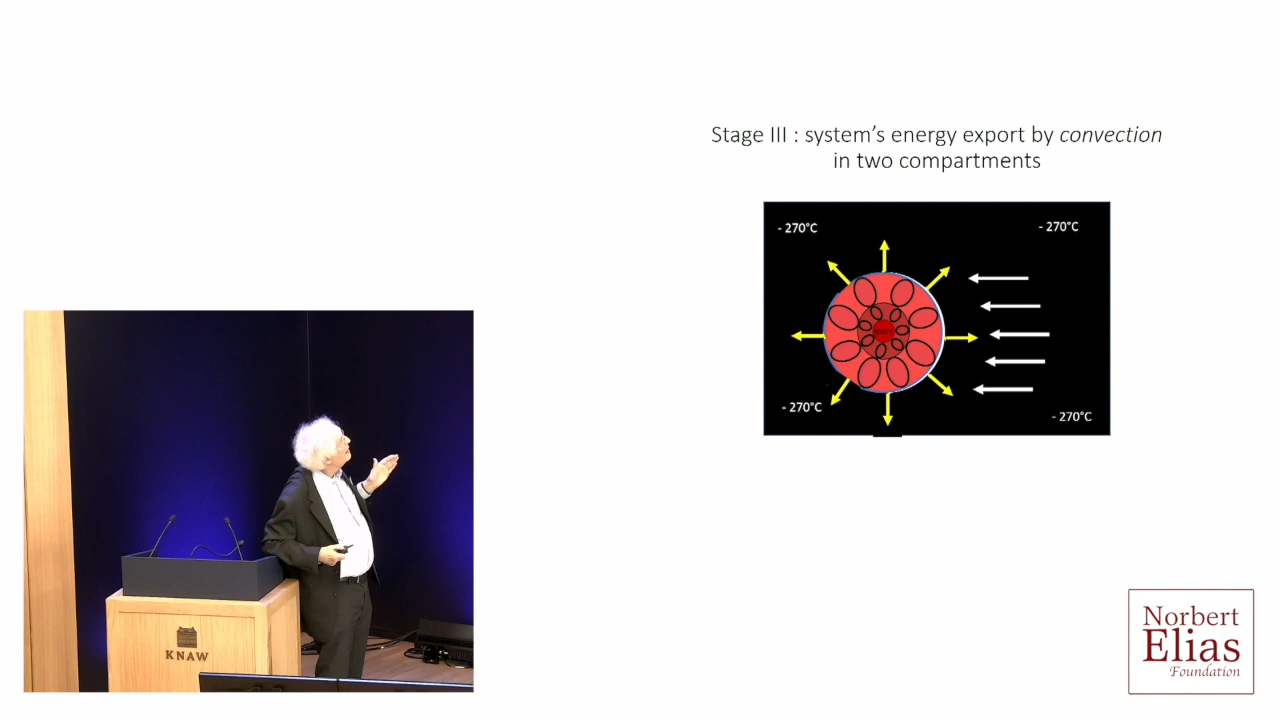 Stage III : system's energy export by convection
in two compartments
- 270°C
- 270°C
- 270°C
- 270°C
KNAW
Norbert
Elias
Foundation